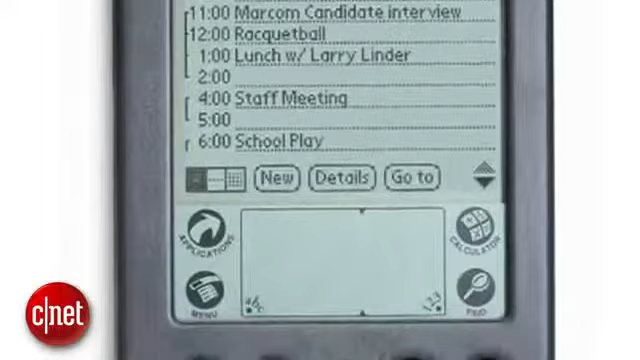 11:00 Marcom Candidate interview
12:00 Racquetball
1:00 Lunch w/ Larry Linder
2:00
4:00 Staff Meeting
5:00
6:00 School Play
New Details Go to
APPLICATIONS
CALCULATOR
MENU
abc
123
FIND
c|net